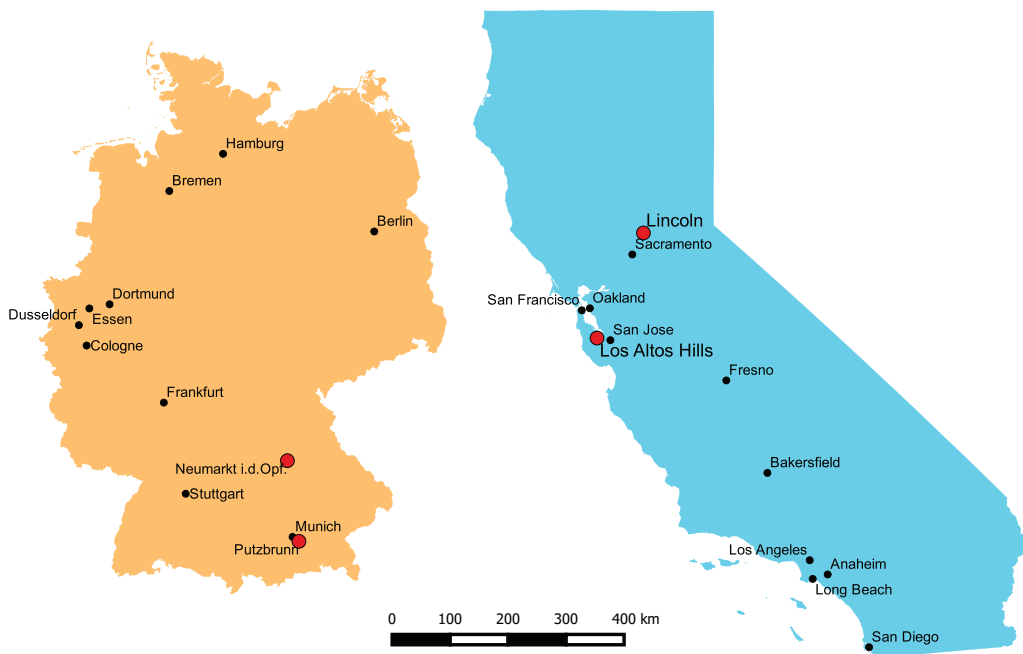 Hamburg
Bremen
Berlin
Dortmund
Dusseldorf
Essen
Cologne
Frankfurt
Neumarkt i.d.Opf.
Stuttgart
Munich
Putzbrunn
Lincoln
Sacramento
San Francisco
Oakland
San Jose
Los Altos Hills
Fresno
Bakersfield
Los Angeles
Anaheim
Long Beach
San Diego
0 100 200 300 400 km